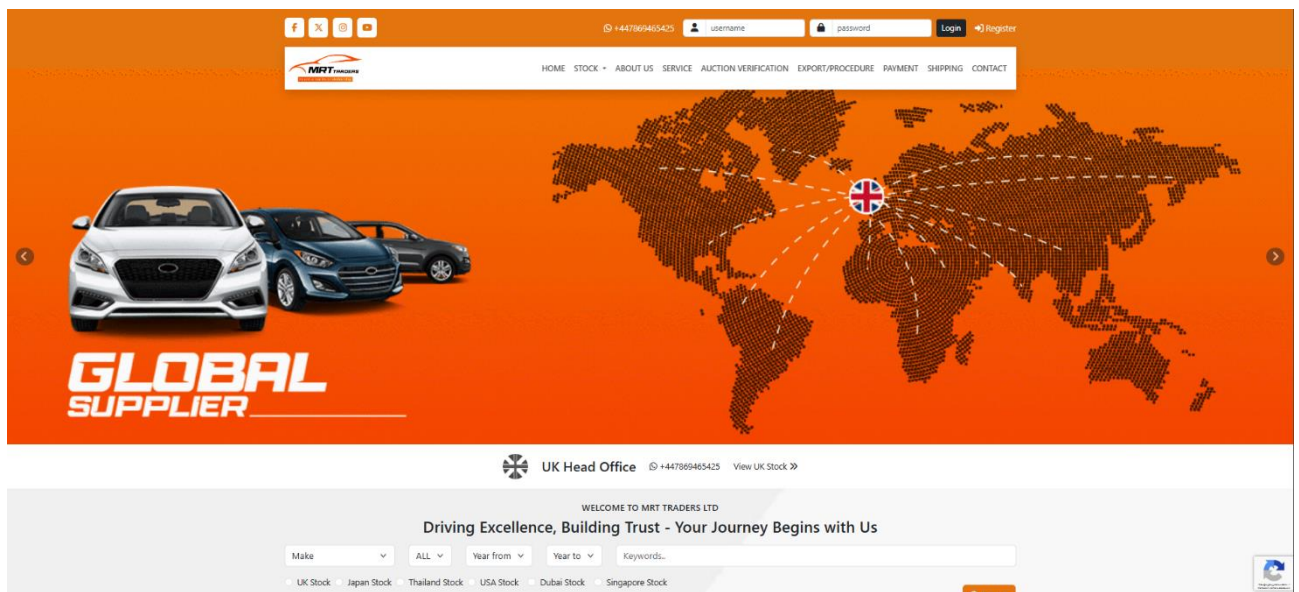 +447869465425 username password Login Register
MRT TRADERS
HOME STOCK ABOUT US SERVICE AUCTION VERIFICATION EXPORT/PROCEDURE PAYMENT SHIPPING CONTACT
GLOBAL
SUPPLIER
UK Head Office +447869465425 View UK Stock »
WELCOME TO MRT TRADERS LTD
Driving Excellence, Building Trust - Your Journey Begins with Us
Make ALL Year from Year to Keywords..
UK Stock Japan Stock Thailand Stock USA Stock Dubai Stock Singapore Stock